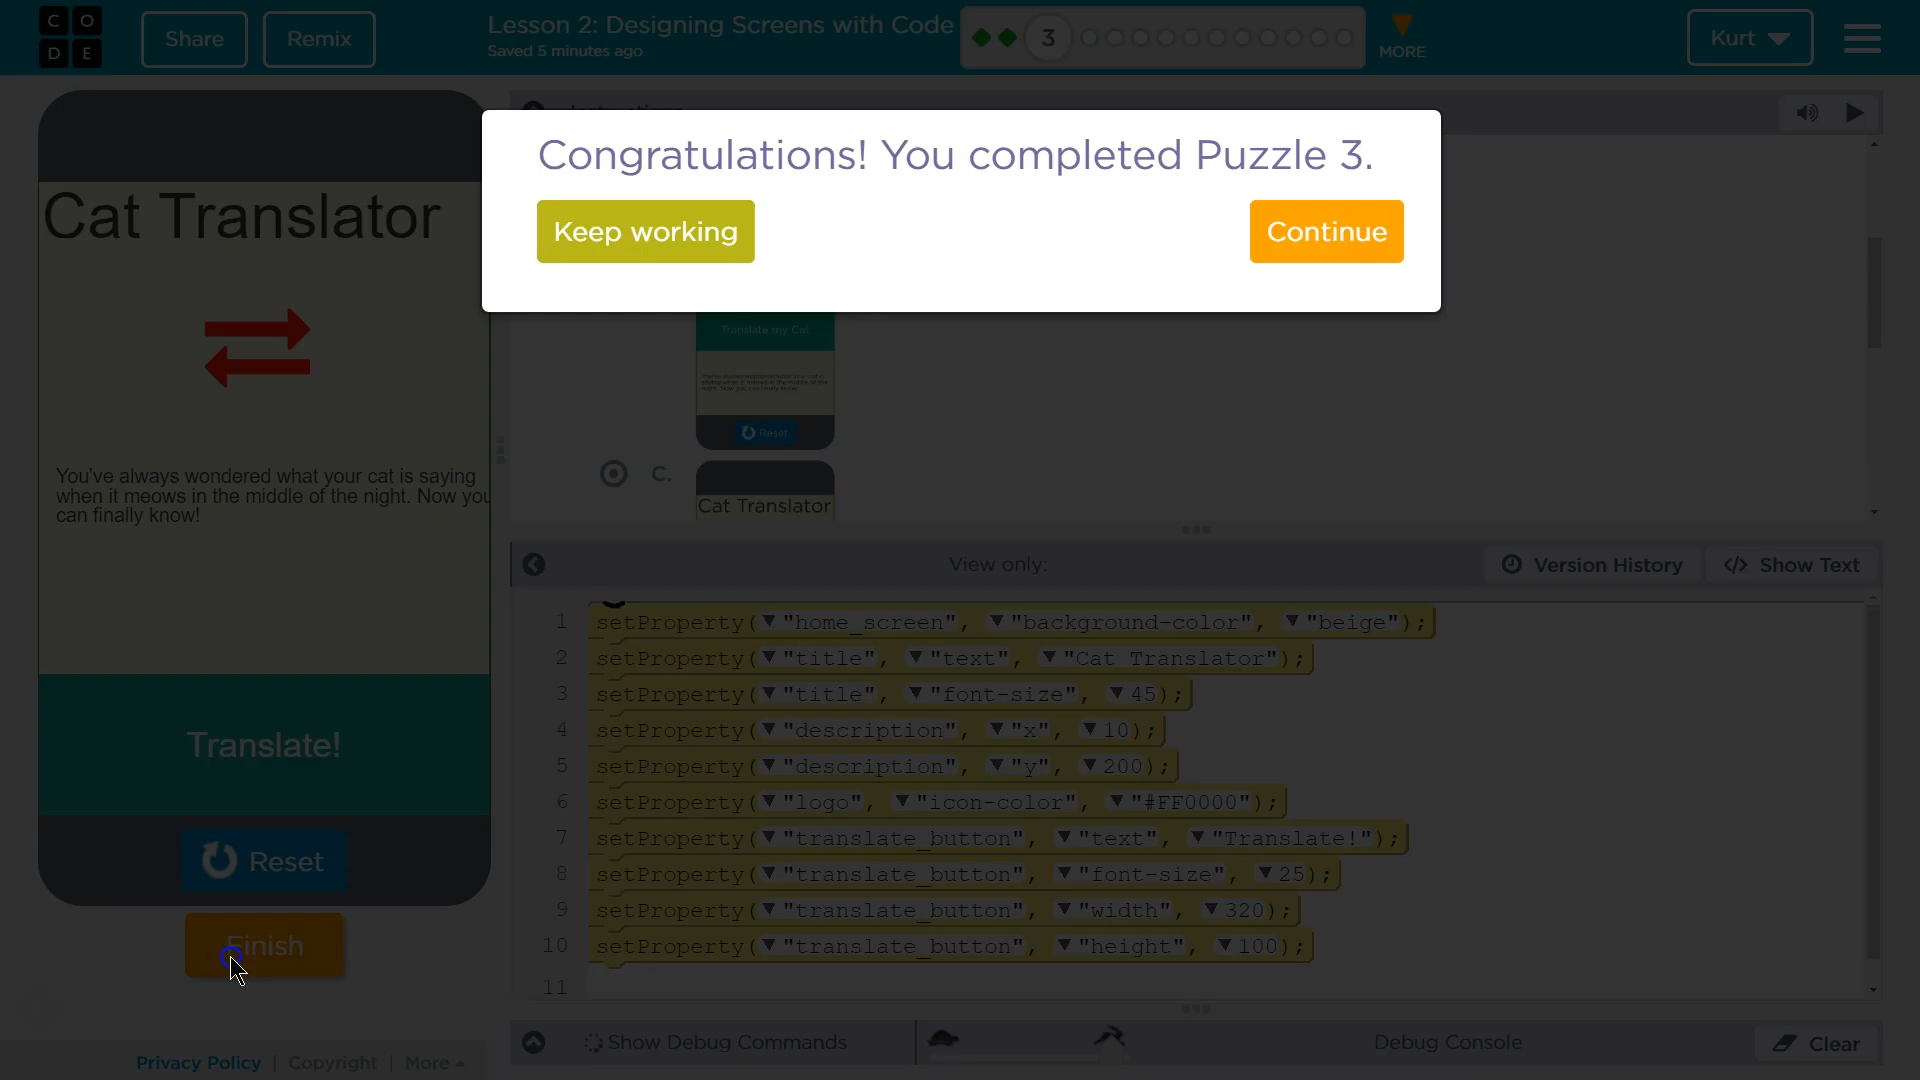 CODE
Share
Remix
Lesson 2: Designing Screens with Code
Saved 5 minutes ago
3
MORE
Kurt
Congratulations! You completed Puzzle 3.
Keep working
Continue
Cat Translator
You've always wondered what your cat is saying
when it meows in the middle of the night. Now you
can finally know!
Translate!
Reset
Finish
Translate my Cat
Reset
C.
Cat Translator
View only:
Version History
</> Show Text
1 setProperty(▼"home_screen", ▼"background-color", ▼"beige");
2 setProperty(▼"title", ▼"text", ▼"Cat Translator");
3 setProperty(▼"title", ▼"font-size", ▼45);
4 setProperty(▼"description", ▼"x", ▼10);
5 setProperty(▼"description", ▼"y", ▼200);
6 setProperty(▼"logo", ▼"icon-color", ▼"#FF0000");
7 setProperty(▼"translate_button", ▼"text", ▼"Translate!");
8 setProperty(▼"translate_button", ▼"font-size", ▼25);
9 setProperty(▼"translate_button", ▼"width", ▼320);
10 setProperty(▼"translate_button", ▼"height", ▼100);
11
Show Debug Commands
Debug Console
Clear
Privacy Policy | Copyright | More